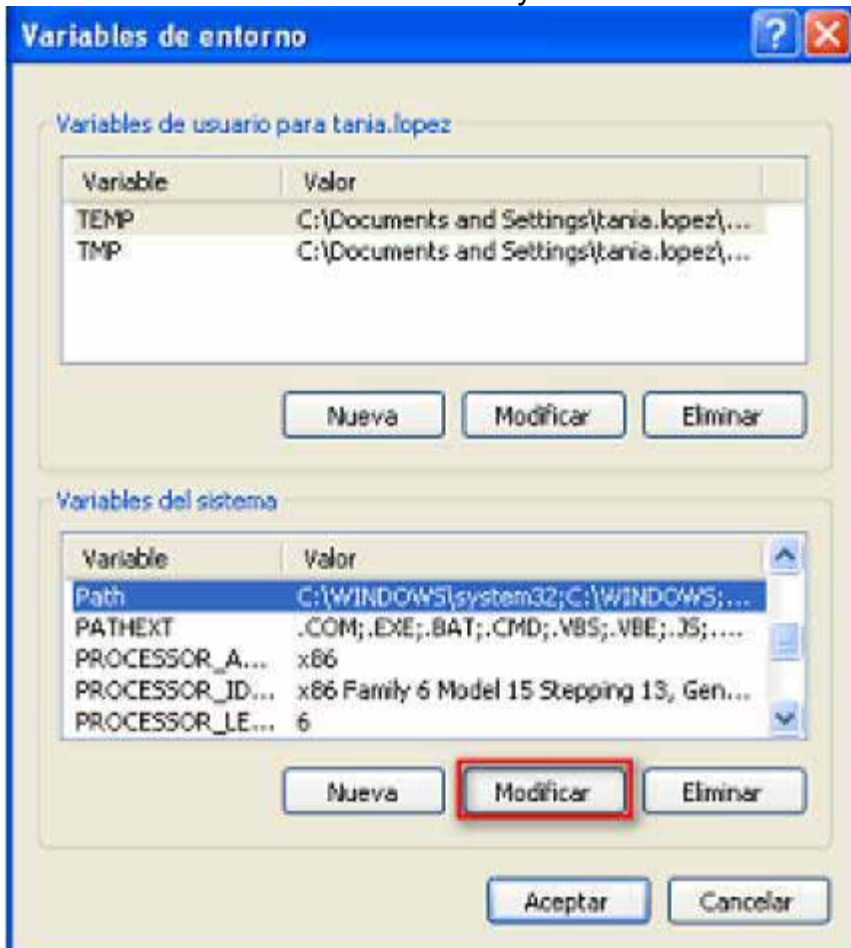 Variables de entorno
Variables de usuario para tania.lopez
Variable Valor
TEMP C:\Documents and Settings\tania.lopez\...
TMP C:\Documents and Settings\tania.lopez\...
Nueva Modificar Eliminar
Variables del sistema
Variable Valor
Path C:\WINDOWS\system32;C:\WINDOWS;...
PATHEXT .COM;.EXE;.BAT;.CMD;.VBS;.VBE;.JS;....
PROCESSOR_A... x86
PROCESSOR_ID... x86 Family 6 Model 15 Stepping 13, Gen...
PROCESSOR_LE... 6
Nueva Modificar Eliminar
Aceptar Cancelar